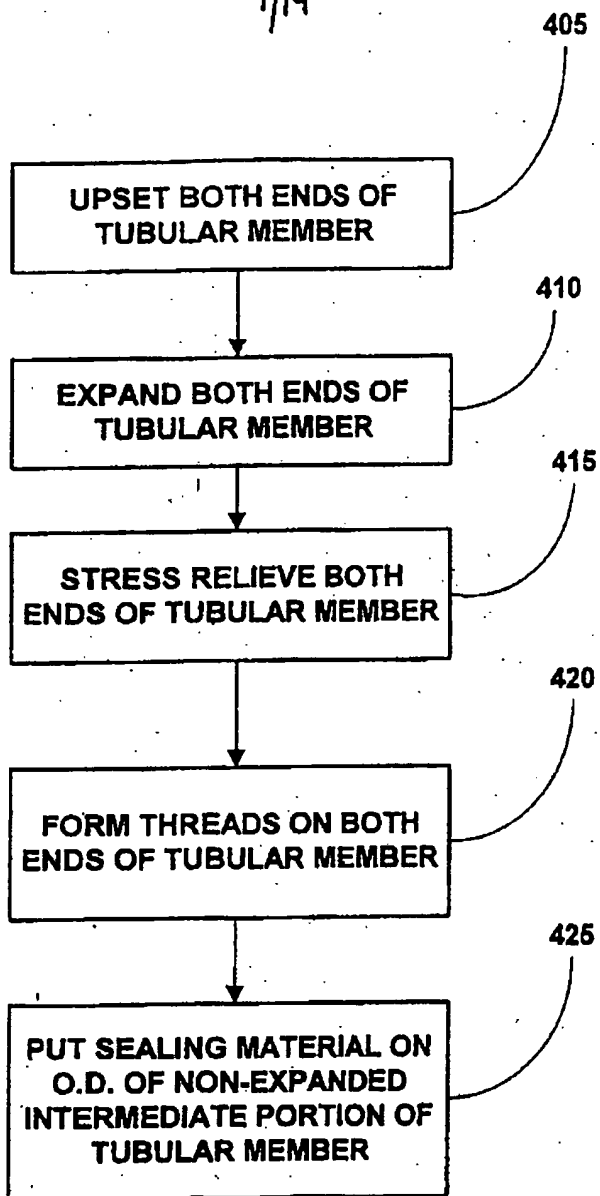 405
UPSET BOTH ENDS OF
TUBULAR MEMBER
410
EXPAND BOTH ENDS OF
TUBULAR MEMBER
415
STRESS RELIEVE BOTH
ENDS OF TUBULAR MEMBER
420
FORM THREADS ON BOTH
ENDS OF TUBULAR MEMBER
425
PUT SEALING MATERIAL ON
O.D. OF NON-EXPANDED
INTERMEDIATE PORTION OF
TUBULAR MEMBER